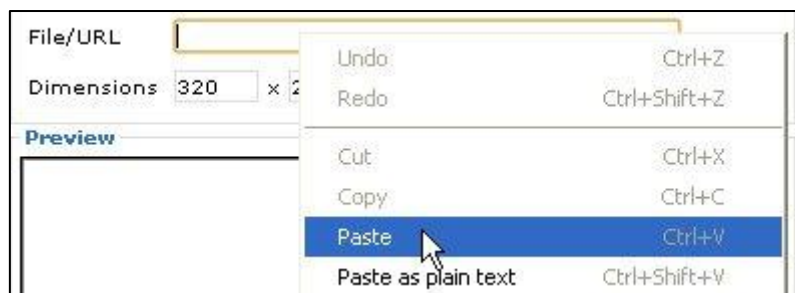 File/URL
Dimensions 320 x 2
Preview
Undo Ctrl+Z
Redo Ctrl+Shift+Z
Cut Ctrl+X
Copy Ctrl+C
Paste Ctrl+V
Paste as plain text Ctrl+Shift+V